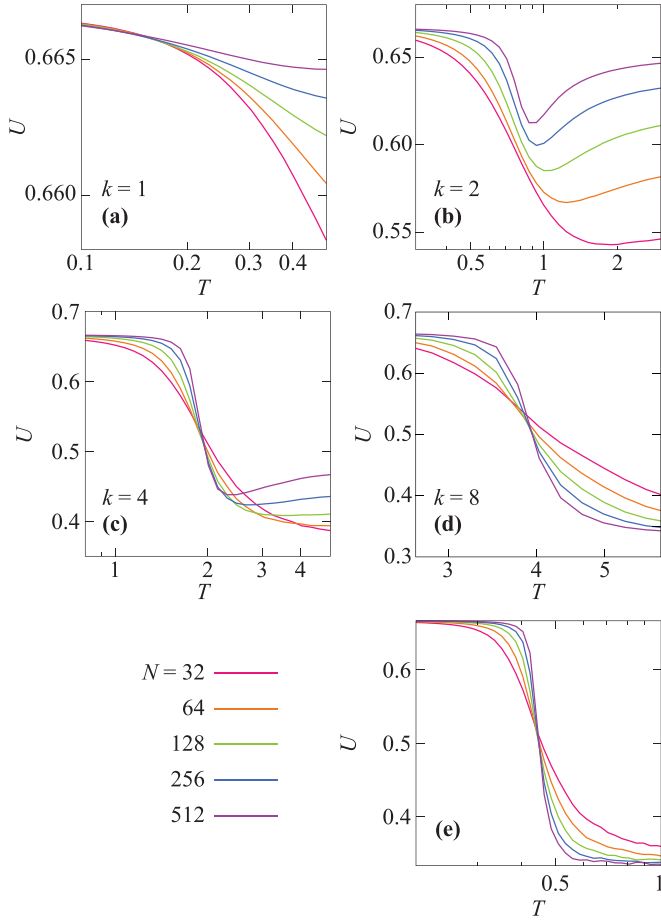 0.665
0.660
U
k = 1
(a)
0.1
0.2
0.3
0.4
T
0.65
0.60
0.55
U
k = 2
(b)
0.5
1
2
T
0.7
0.6
0.5
0.4
U
k = 4
(c)
1
2
3
4
T
0.7
0.6
0.5
0.4
0.3
U
k = 8
(d)
3
4
5
T
N = 32
64
128
256
512
0.6
0.5
0.4
U
(e)
0.5
1
T